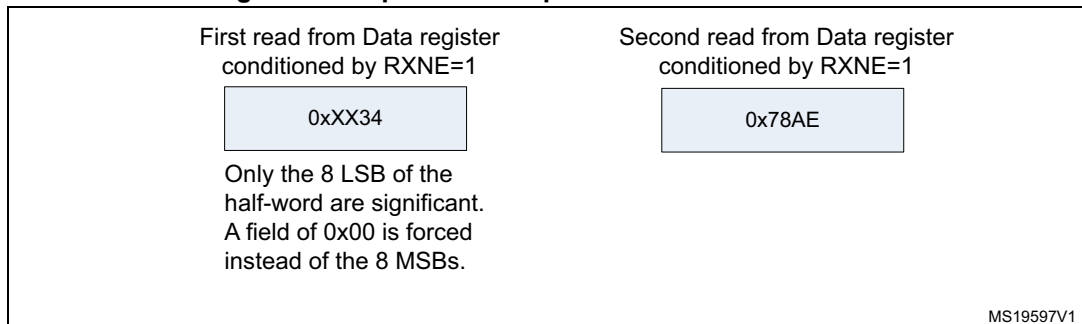 First read from Data register
conditioned by RXNE=1
0xXX34
Only the 8 LSB of the
half-word are significant.
A field of 0x00 is forced
instead of the 8 MSBs.
Second read from Data register
conditioned by RXNE=1
0x78AE
MS19597V1